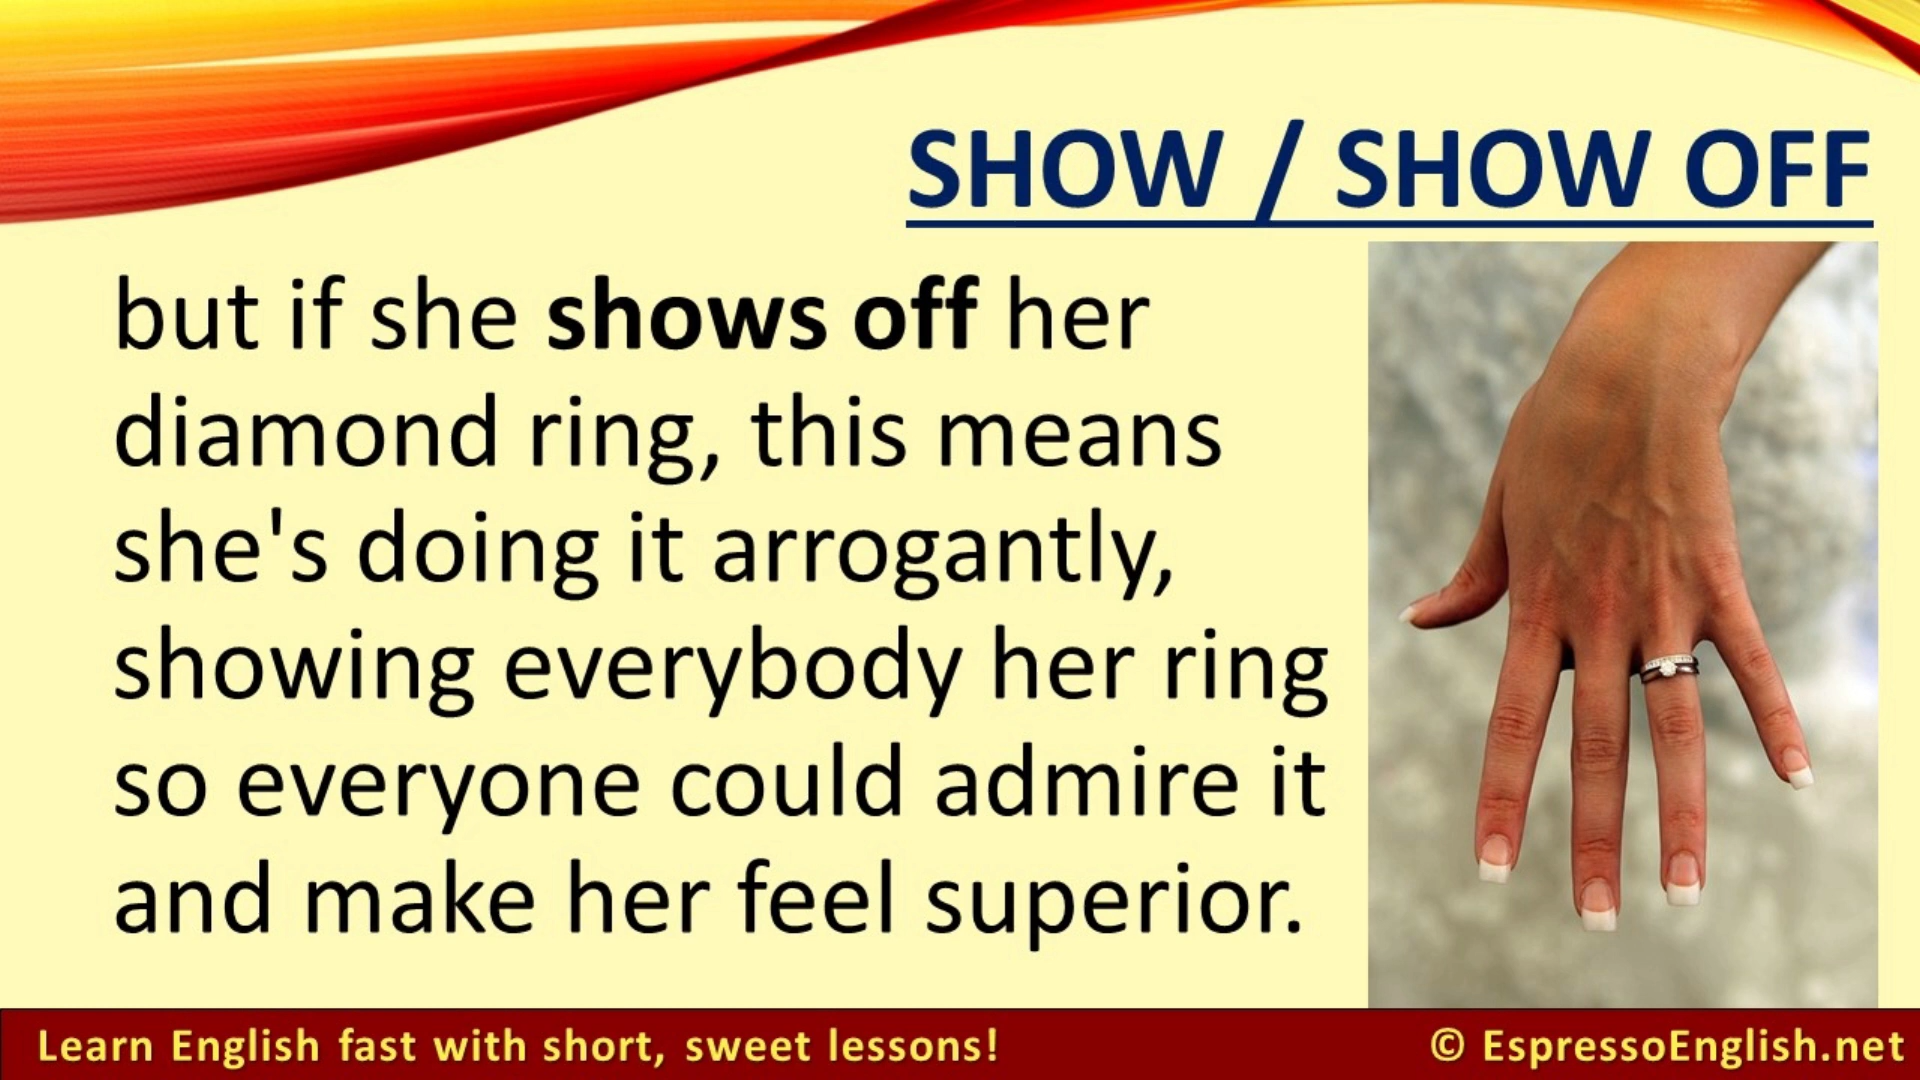 SHOW / SHOW OFF
but if she shows off her
diamond ring, this means
she's doing it arrogantly,
showing everybody her ring
so everyone could admire it
and make her feel superior.
Learn English fast with short, sweet lessons!
© EspressoEnglish.net